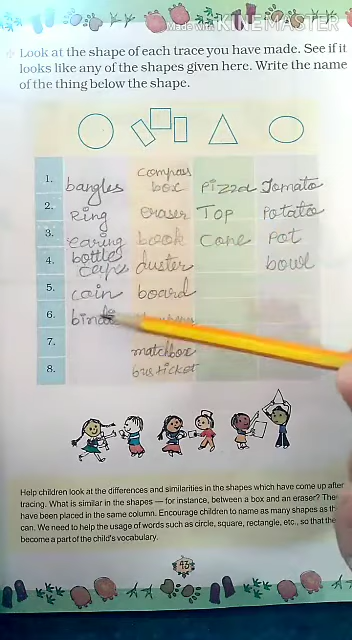 Made with KINEMASTER
Look at the shape of each trace you have made. See if it
looks like any of the shapes given here. Write the name
of the thing below the shape.
1. bangles compass box Pizza Tomato
2. Ring eraser Top Potato
3. earing book Cone Pot
4. bottle caps duster bowl
5. coin board
6. bindi
7. matchbox
8. bus ticket
Help children look at the differences and similarities in the shapes which have come up after
tracing. What is similar in the shapes — for instance, between a box and an eraser? They
have been placed in the same column. Encourage children to name as many shapes as
can. We need to help the usage of words such as circle, square, rectangle, etc., so that
become a part of the child's vocabulary.